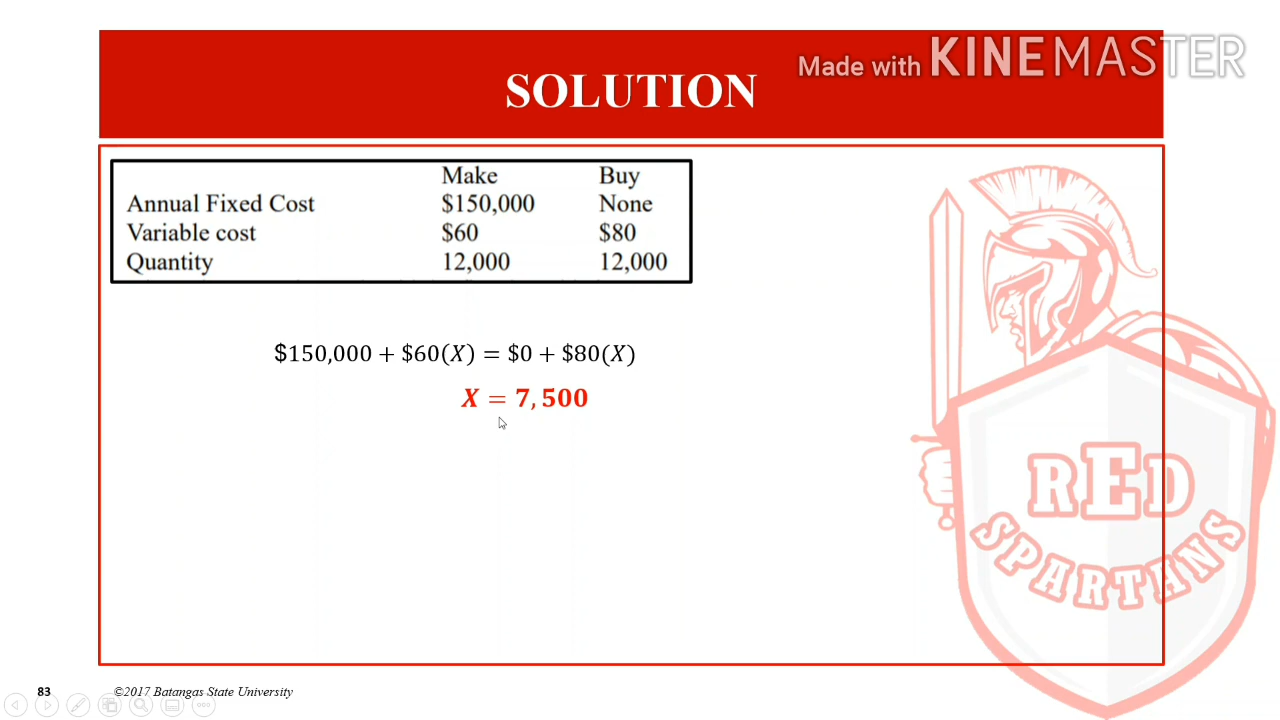 Made with KINEMASTER
SOLUTION
Make Buy
Annual Fixed Cost $150,000 None
Variable cost $60 $80
Quantity 12,000 12,000
$150,000 + $60(X) = $0 + $80(X)
X = 7,500
RED
SPARTANS
83 ©2017 Batangas State University